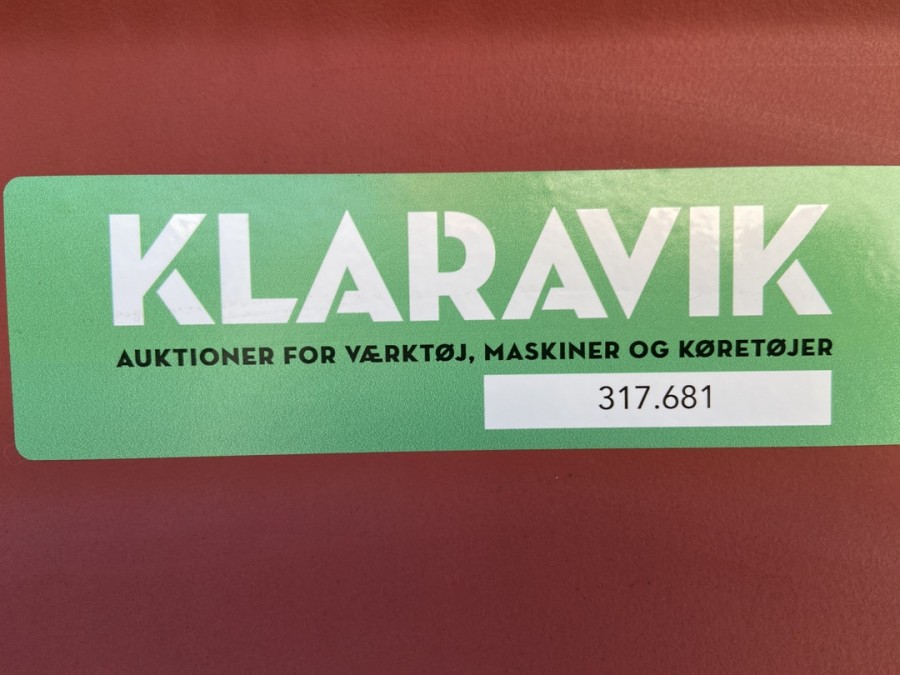 KLARAVIK
AUKTIONER FOR VÆRKTØJ, MASKINER OG KØRETØJER
317.681